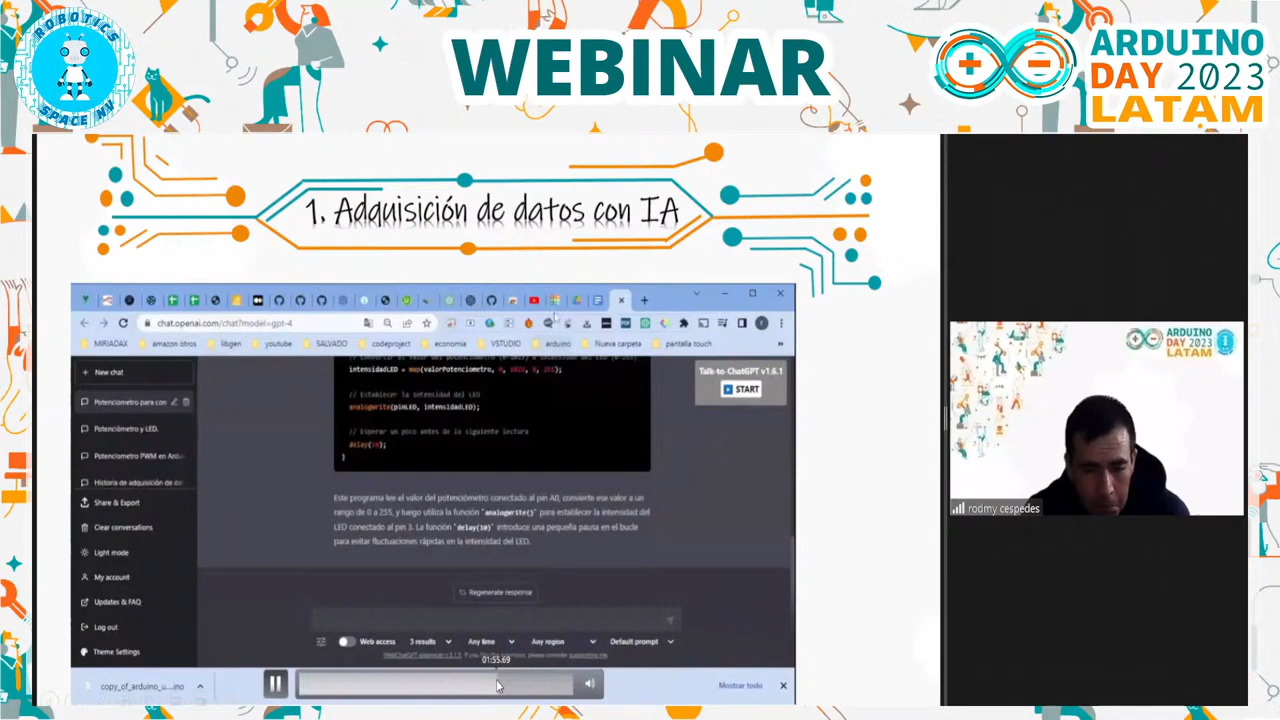 ROBOTICS
SPACE NV
WEBINAR
ARDUINO
DAY 2023
LATAM
1. Adquisición de datos con IA
chat.openai.com/chat?model=gpt-4
MIRIADAX
amazon otros
libgen
youtube
SALVADO
codeproject
economia
VSTUDIO
arduino
Nueva carpeta
pantalla touch
»
New chat
Potenciometro para con
Potenciómetro y LED.
Potenciometro PWM en Ardu
Historia de adquisición de da
Share & Export
Clear conversations
Light mode
My account
Updates & FAQ
Log out
Theme Settings
intensidadLED = map(valorPotenciometro, 0, 1023, 0, 255);
// Establecer la intensidad del LED
analogWrite(pinLED, intensidadLED);
// Esperar un poco antes de la siguiente lectura
delay(10);
}
Este programa lee el valor del potenciómetro conectado al pin A0, convierte ese valor a un
rango de 0 a 255, y luego utiliza la función `analogWrite()` para establecer la intensidad del
LED conectado al pin 3. La función `delay(10)` introduce una pequeña pausa en el bucle
para evitar fluctuaciones rápidas en la intensidad del LED.
Talk-to-ChatGPT v1.6.1
START
Regenerate response
Web access
3 results
Any time
Any region
Default prompt
01:55.69
copy_of_arduino_u....ino
Mostrar todo
ARDUINO
DAY 2023
LATAM
rodmy cespedes